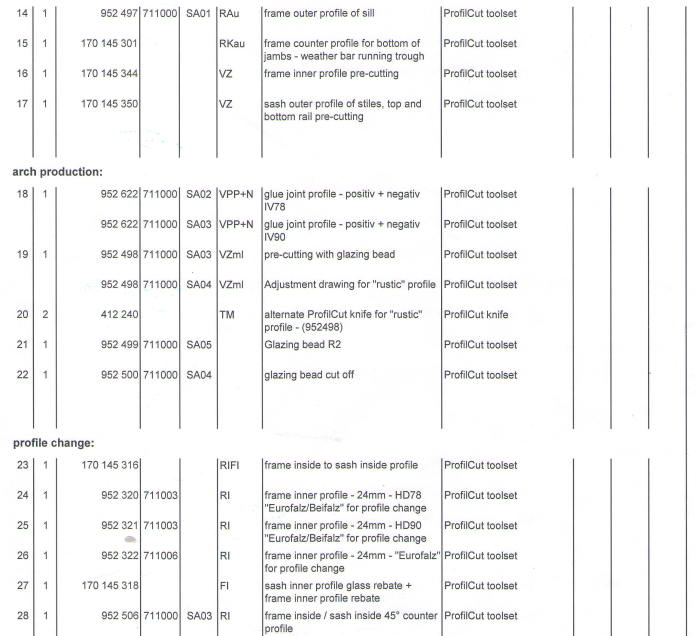 14 1 952 497 711000 SA01 RAu frame outer profile of sill ProfilCut toolset
15 1 170 145 301 RKau frame counter profile for bottom of ProfilCut toolset
jambs - weather bar running trough
16 1 170 145 344 VZ frame inner profile pre-cutting ProfilCut toolset
17 1 170 145 350 VZ sash outer profile of stiles, top and ProfilCut toolset
bottom rail pre-cutting
arch production:
18 1 952 622 711000 SA02 VPP+N glue joint profile - positiv + negativ ProfilCut toolset
IV78
952 622 711000 SA03 VPP+N glue joint profile - positiv + negativ ProfilCut toolset
IV90
19 1 952 498 711000 SA03 VZml pre-cutting with glazing bead ProfilCut toolset
952 498 711000 SA04 VZml Adjustment drawing for "rustic" profile ProfilCut toolset
20 2 412 240 TM alternate ProfilCut knife for "rustic" ProfilCut knife
profile - (952498)
21 1 952 499 711000 SA05 Glazing bead R2 ProfilCut toolset
22 1 952 500 711000 SA04 glazing bead cut off ProfilCut toolset
profile change:
23 1 170 145 316 RIFI frame inside to sash inside profile ProfilCut toolset
24 1 952 320 711003 RI frame inner profile - 24mm - HD78 ProfilCut toolset
"Eurofalz/Beifalz" for profile change
25 1 952 321 711003 RI frame inner profile - 24mm - HD90 ProfilCut toolset
"Eurofalz/Beifalz" for profile change
26 1 952 322 711006 RI frame inner profile - 24mm - "Eurofalz" ProfilCut toolset
for profile change
27 1 170 145 318 FI sash inner profile glass rebate + ProfilCut toolset
frame inner profile rebate
28 1 952 506 711000 SA03 RI frame inside / sash inside 45° counter ProfilCut toolset
profile